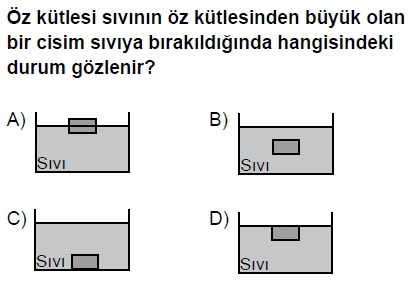 Öz kütlesi sıvının öz kütlesinden büyük olan
bir cisim sıvıya bırakıldığında hangisindeki
durum gözlenir?
A)
Sıvı
B)
Sıvı
C)
Sıvı
D)
Sıvı